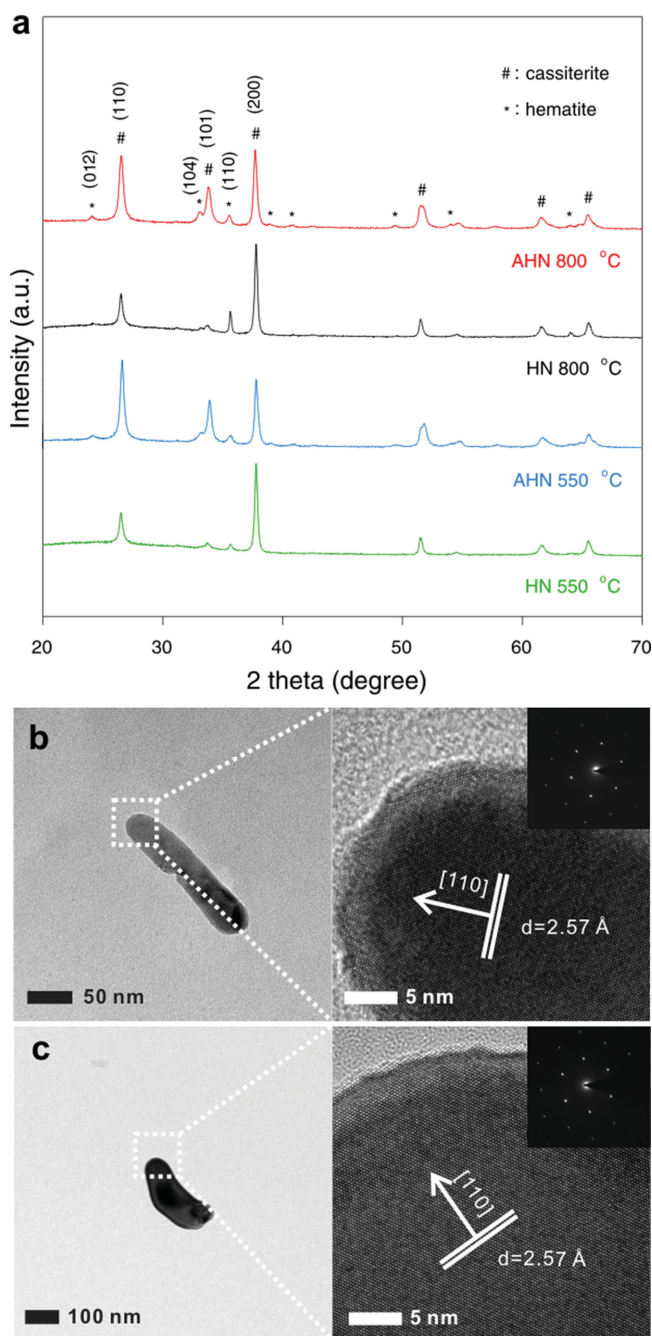 a
# : cassiterite
* : hematite
(012)
*
(110)
#
(104)
*
(101)
#
(110)
*
(200)
#
*
*
*
#
*
#
*
#
AHN 800 °C
HN 800 °C
AHN 550 °C
HN 550 °C
Intensity (a.u.)
20 30 40 50 60 70
2 theta (degree)
b
50 nm
[110]
d=2.57 Å
5 nm
c
100 nm
[110]
d=2.57 Å
5 nm